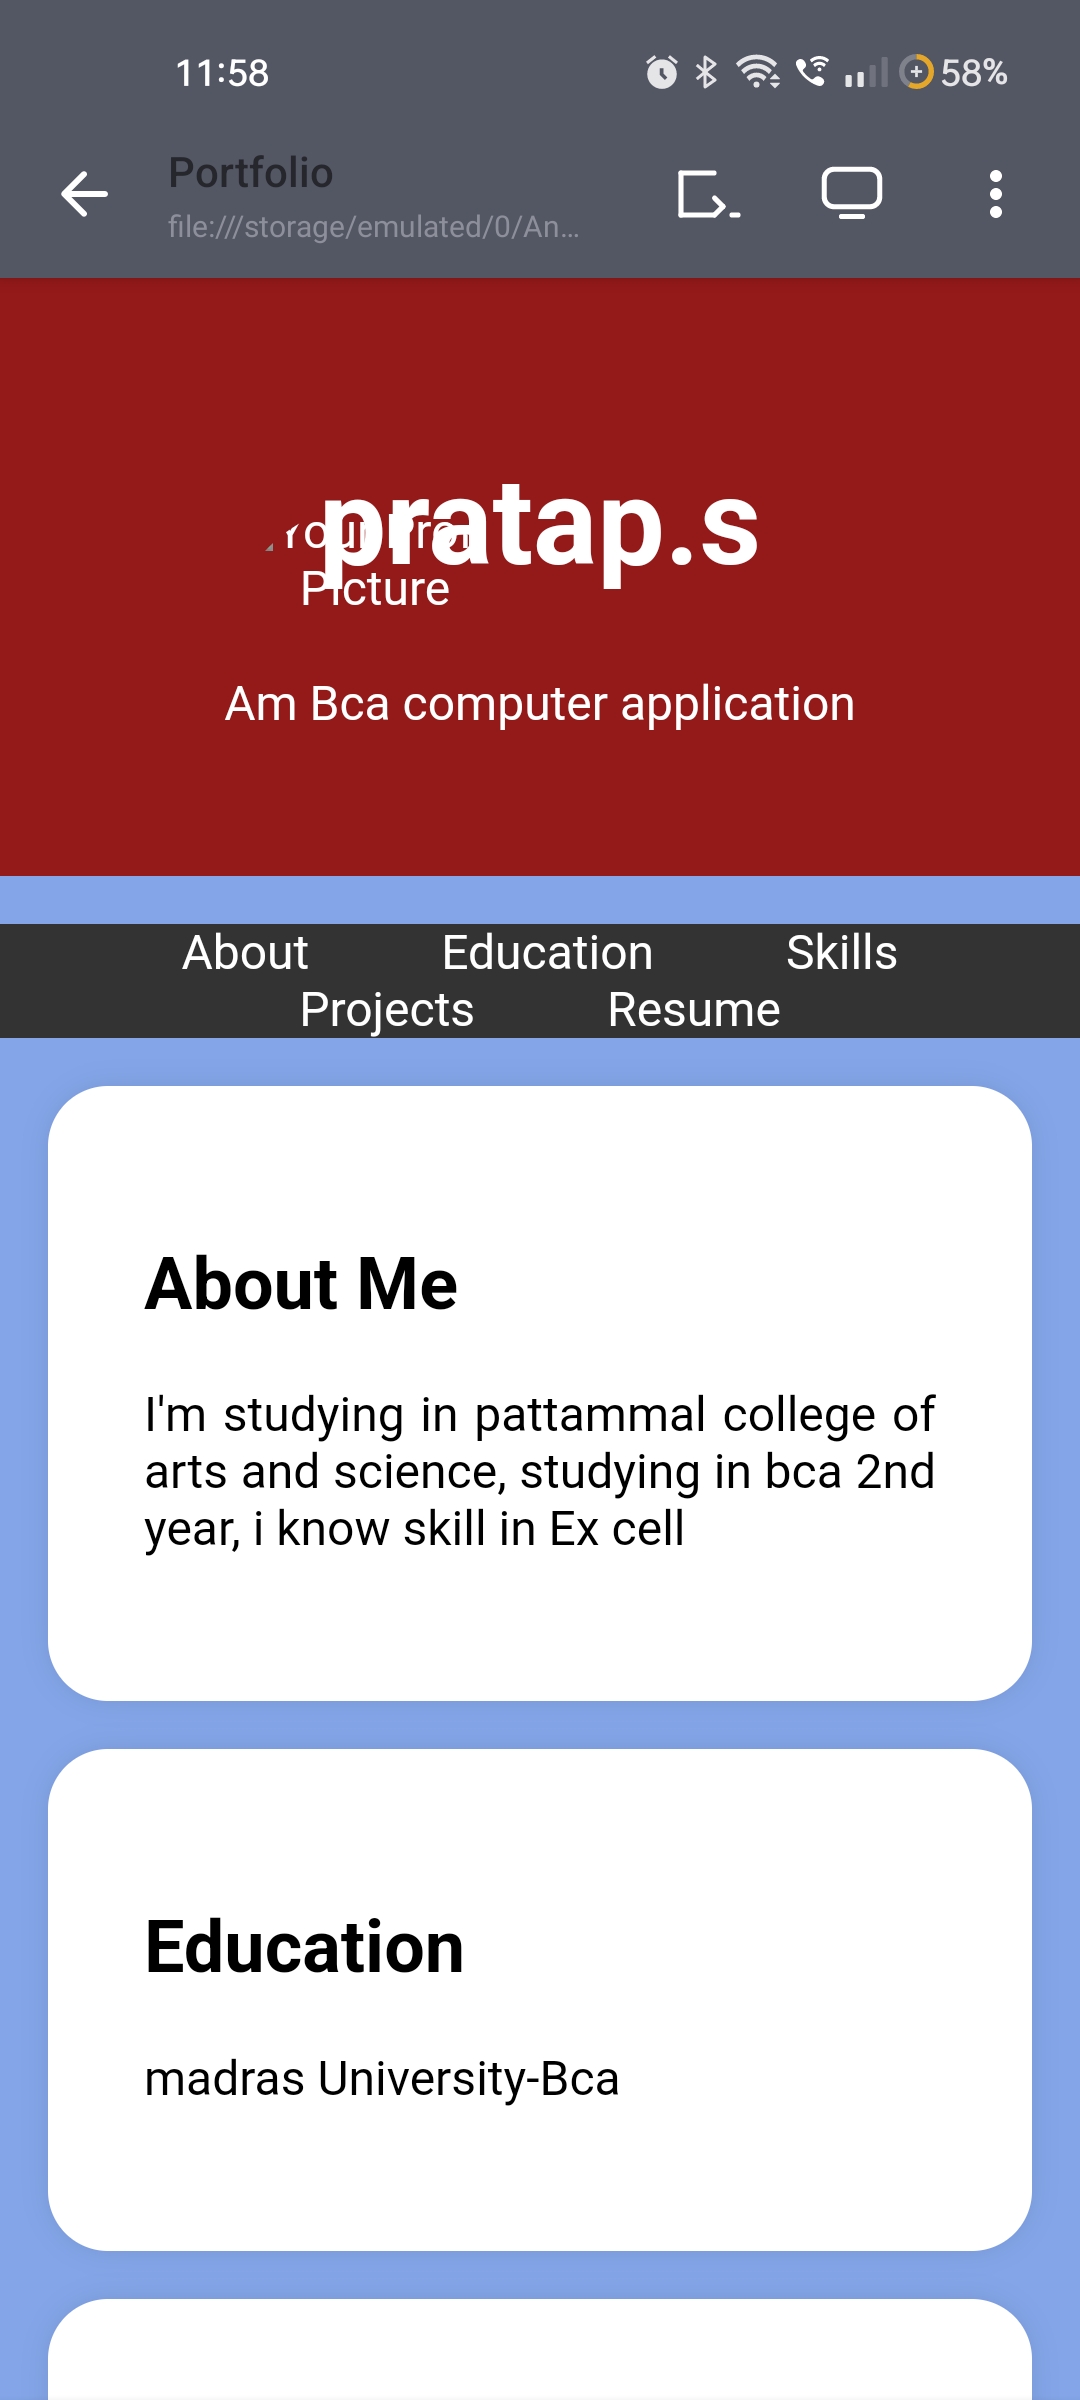 11:58
58%
Portfolio
file:///storage/emulated/0/An...
pratap.s
Picture
Am Bca computer application
About Education Skills
Projects Resume
About Me
I'm studying in pattammal college of
arts and science, studying in bca 2nd
year, i know skill in Ex cell
Education
madras University-Bca